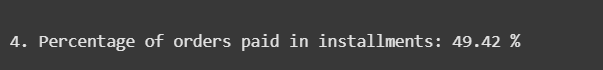 4. Percentage of orders paid in installments: 49.42 %